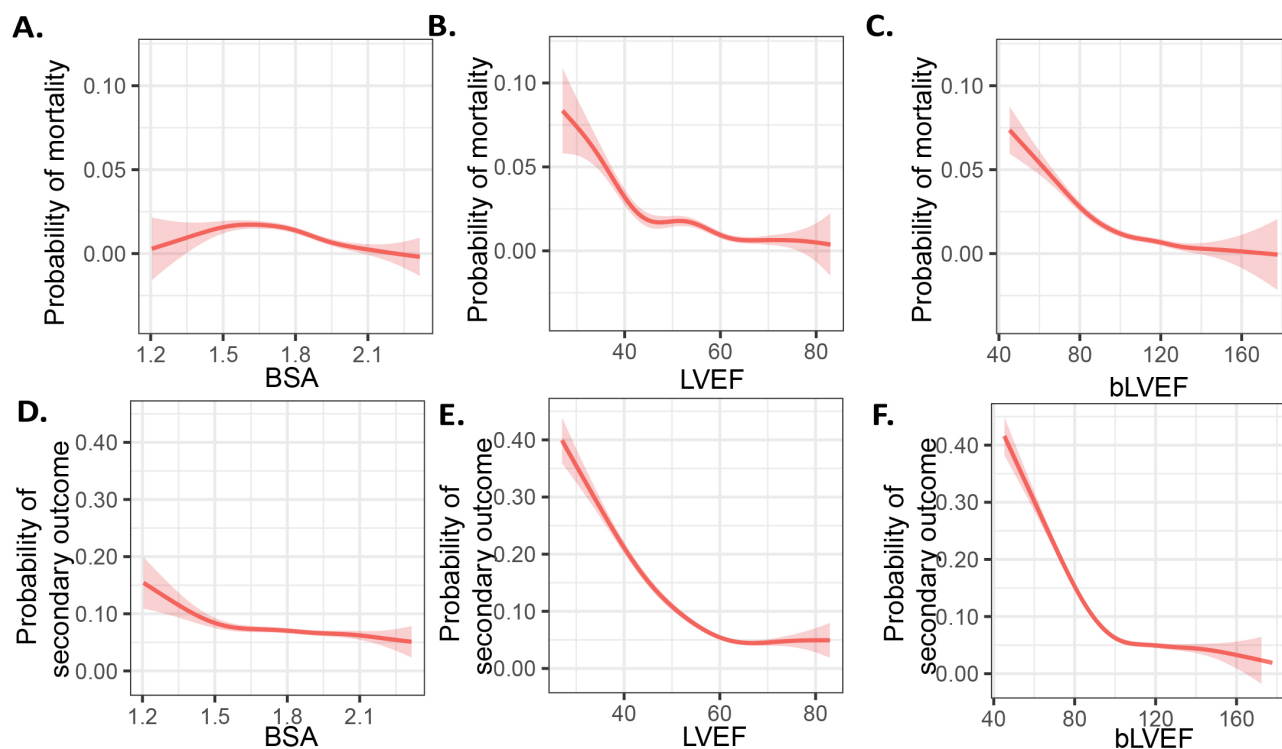 A.
Probability of mortality
0.10
0.05
0.00
1.2 1.5 1.8 2.1
BSA
B.
Probability of mortality
0.10
0.05
0.00
40 60 80
LVEF
C.
Probability of mortality
0.10
0.05
0.00
40 80 120 160
bLVEF
D.
Probability of
secondary outcome
0.40
0.30
0.20
0.10
0.00
1.2 1.5 1.8 2.1
BSA
E.
Probability of
secondary outcome
0.40
0.30
0.20
0.10
0.00
40 60 80
LVEF
F.
Probability of
secondary outcome
0.40
0.30
0.20
0.10
0.00
40 80 120 160
bLVEF